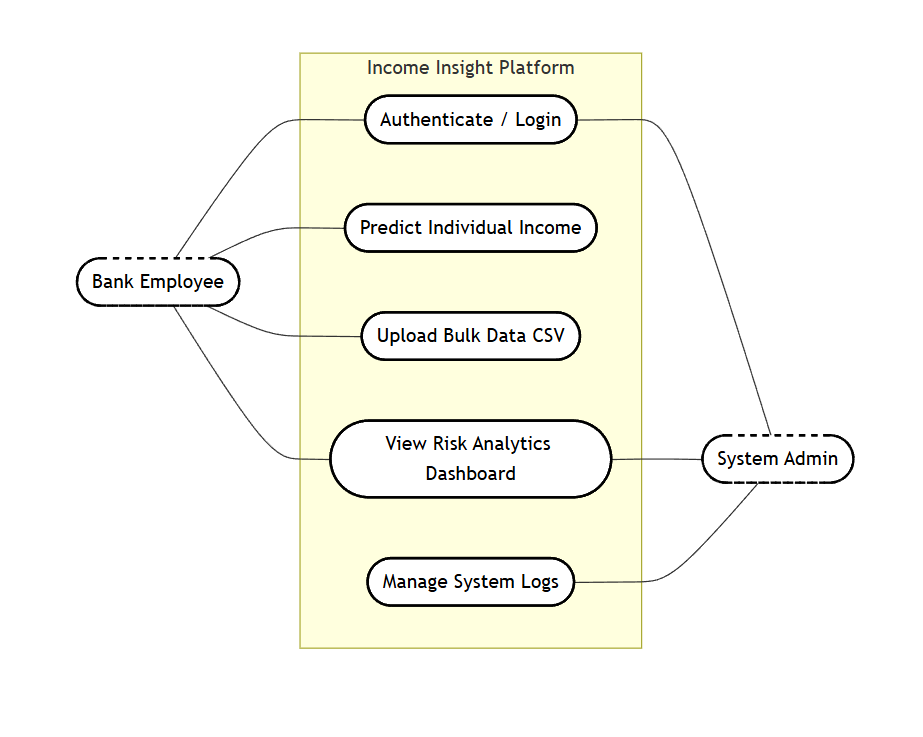 Income Insight Platform
Authenticate / Login
Predict Individual Income
Bank Employee
Upload Bulk Data CSV
View Risk Analytics
Dashboard
System Admin
Manage System Logs